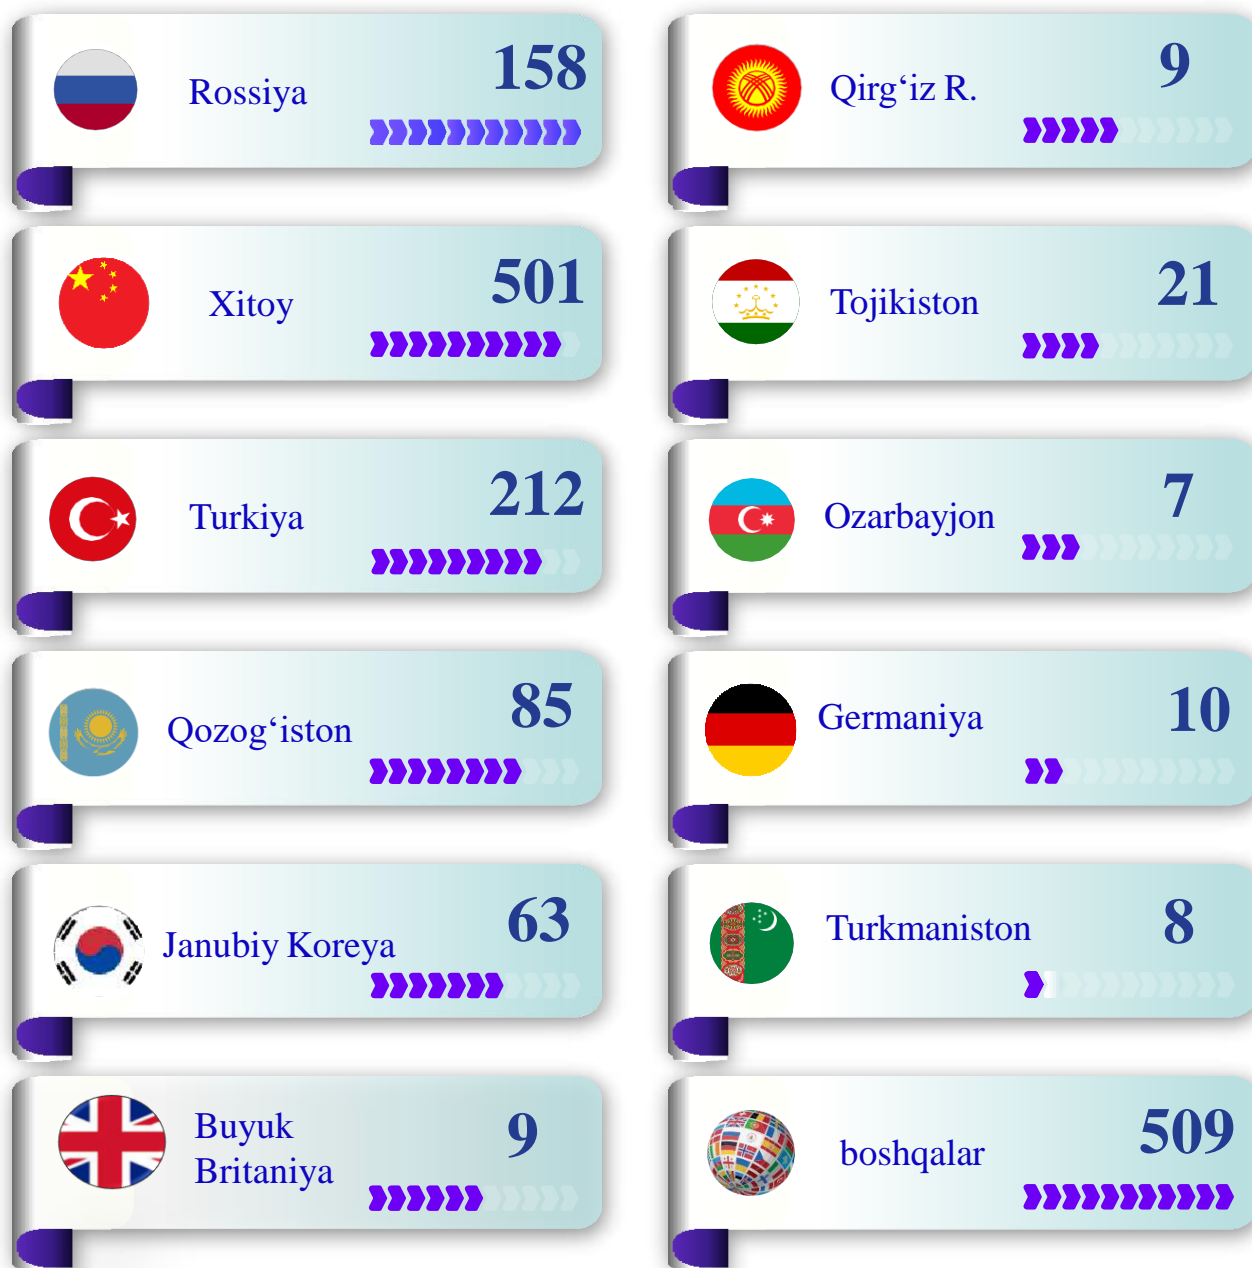 Rossiya
158
Xitoy
501
Turkiya
212
Qozog‘iston
85
Janubiy Koreya
63
Buyuk
Britaniya
9
Qirg‘iz R.
9
Tojikiston
21
Ozarbayjon
7
Germaniya
10
Turkmaniston
8
boshqalar
509